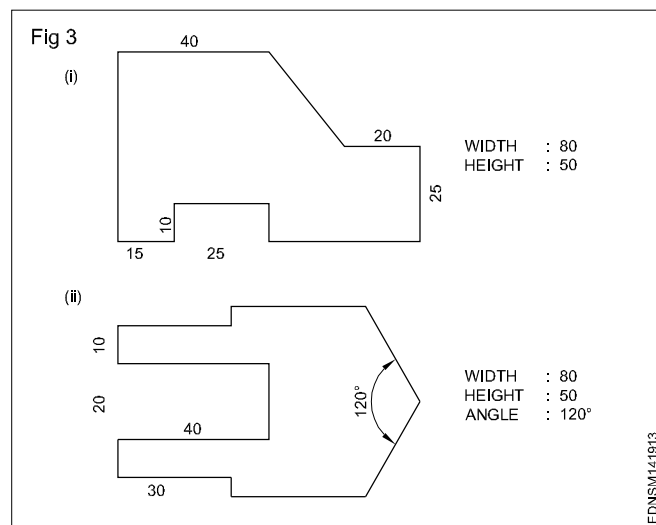 Fig 3
(i)
40
20
WIDTH : 80
HEIGHT : 50
25
10
15
25
(ii)
10
20
40
30
120°
WIDTH : 80
HEIGHT : 50
ANGLE : 120°
FDNSM141913